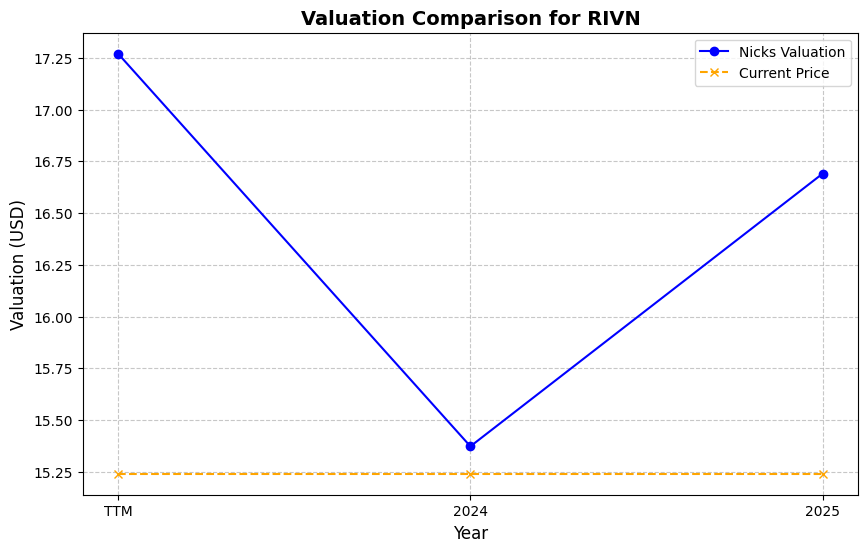 Valuation Comparison for RIVN
Nicks Valuation
Current Price
Valuation (USD)
17.25
17.00
16.75
16.50
16.25
16.00
15.75
15.50
15.25
TTM
2024
2025
Year